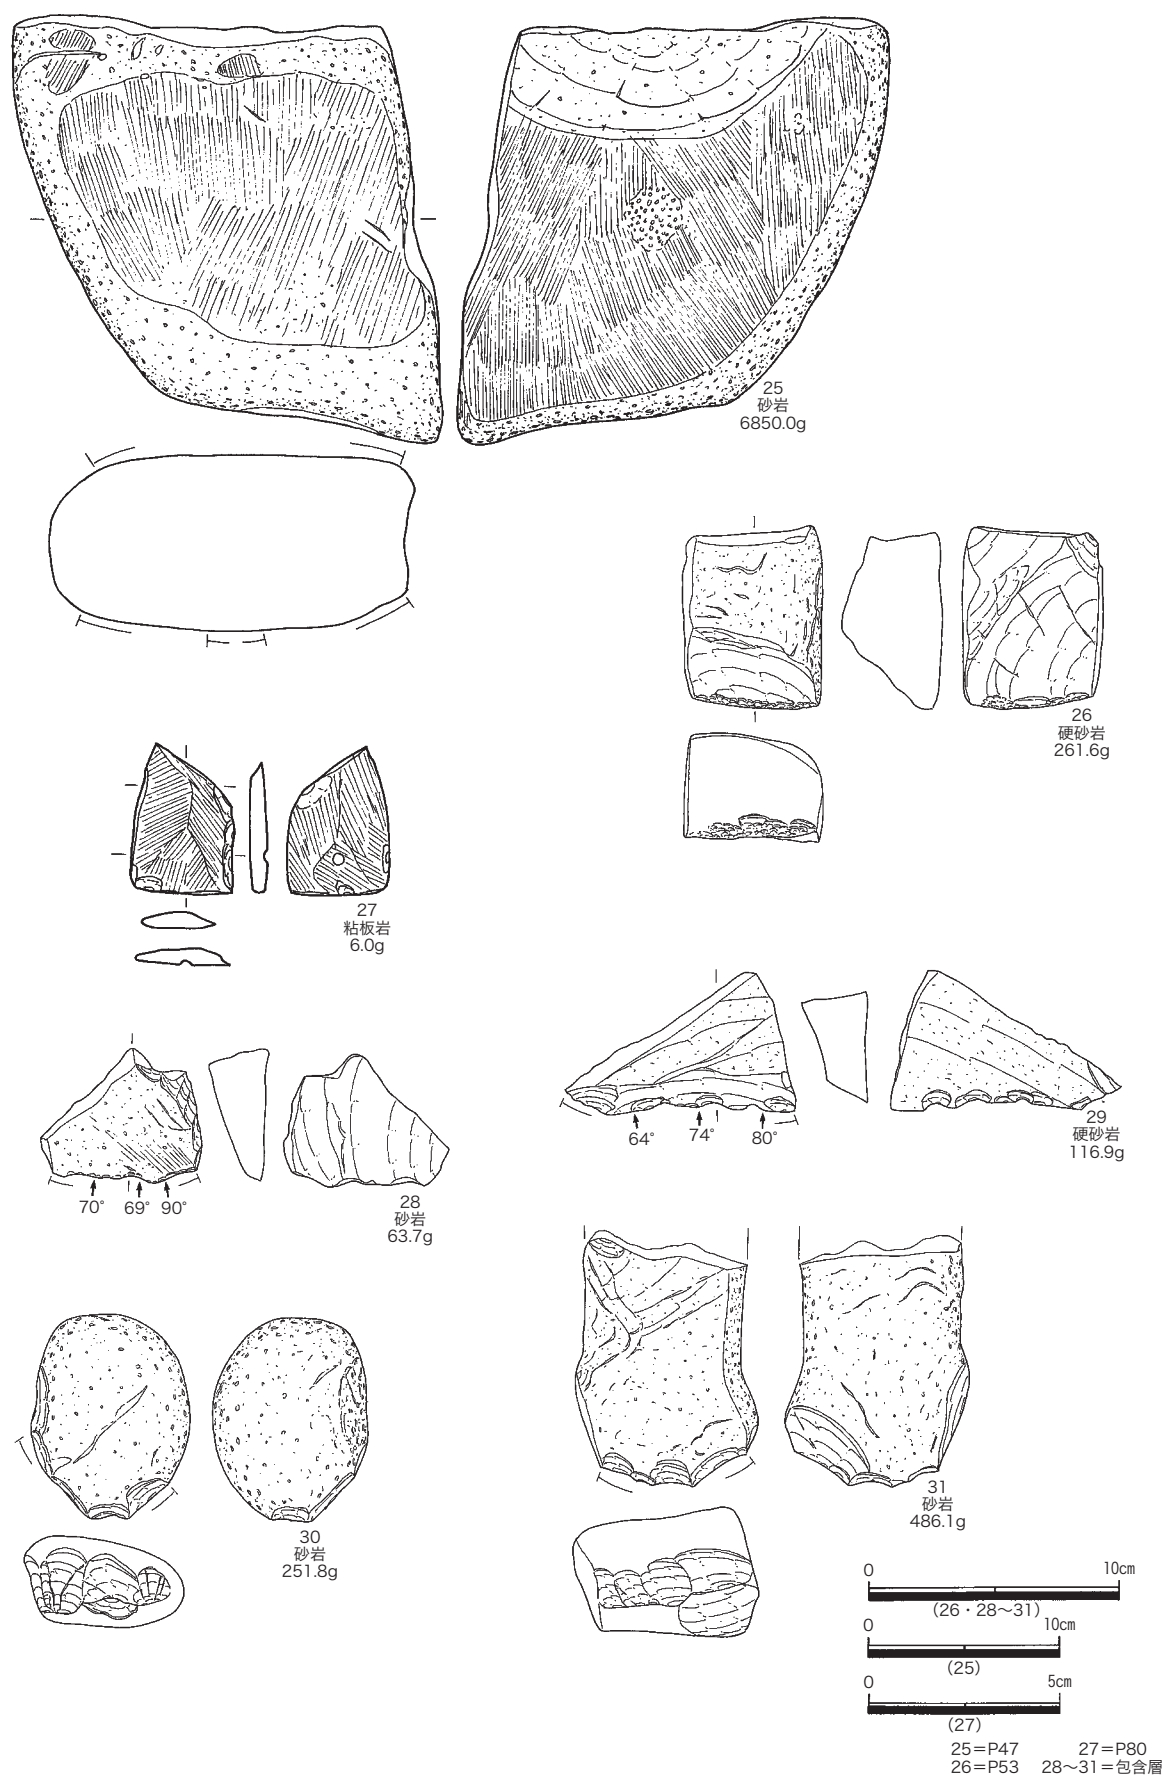 25
砂岩
6850.0g
26
硬砂岩
261.6g
27
粘板岩
6.0g
70° 69° 90°
28
砂岩
63.7g
64° 74° 80°
29
硬砂岩
116.9g
30
砂岩
251.8g
31
砂岩
486.1g
0 10cm
(26・28〜31)
0 10cm
(25)
0 5cm
(27)
25=P47 27=P80
26=P53 28〜31=包含層